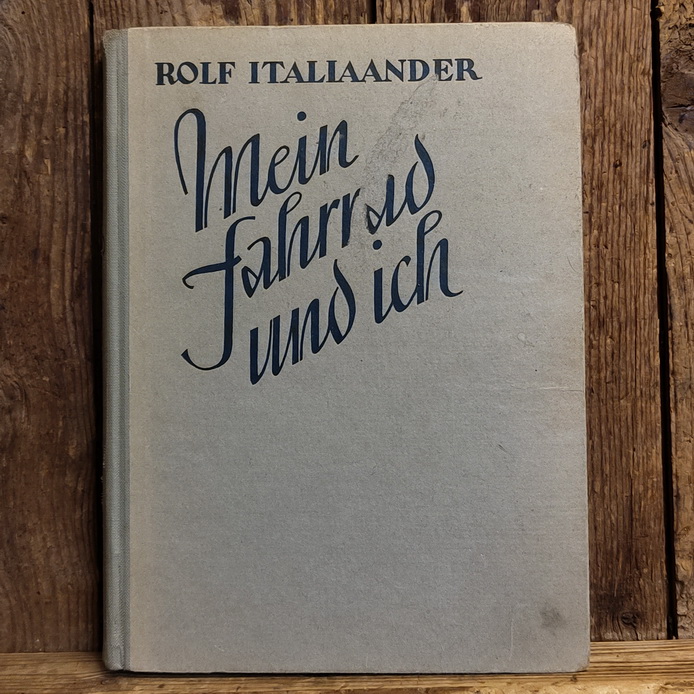 ROLF ITALIAANDER
Mein
Fahrrad
und ich